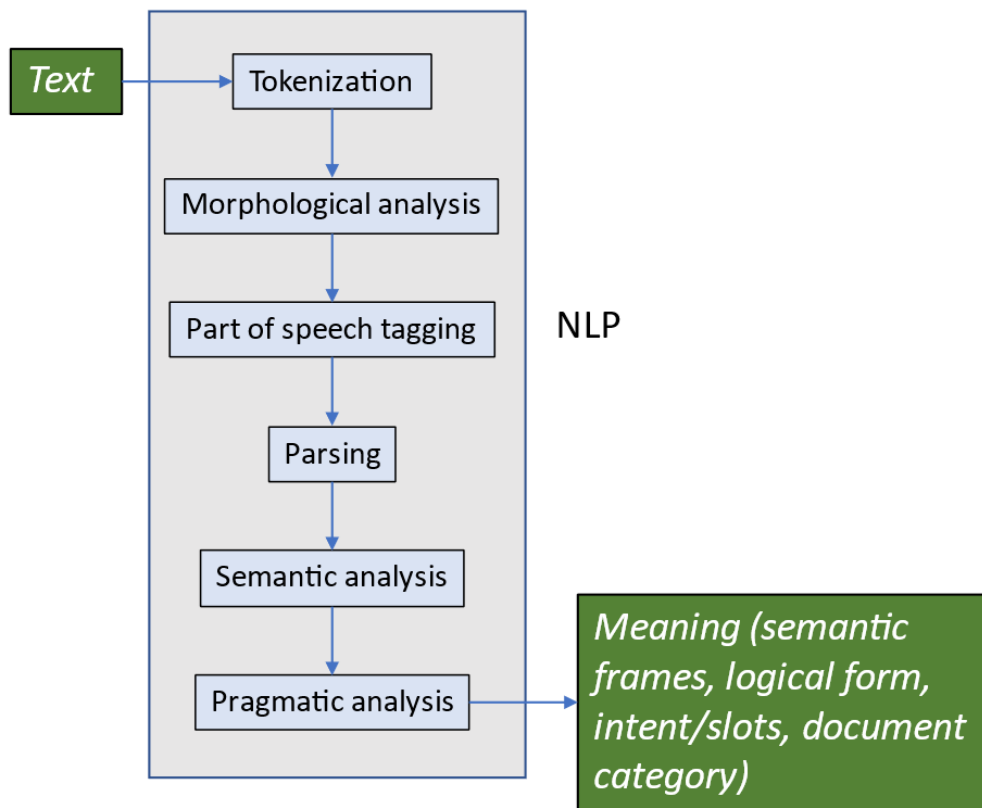 Text
Tokenization
Morphological analysis
Part of speech tagging
NLP
Parsing
Semantic analysis
Pragmatic analysis
Meaning (semantic
frames, logical form,
intent/slots, document
category)